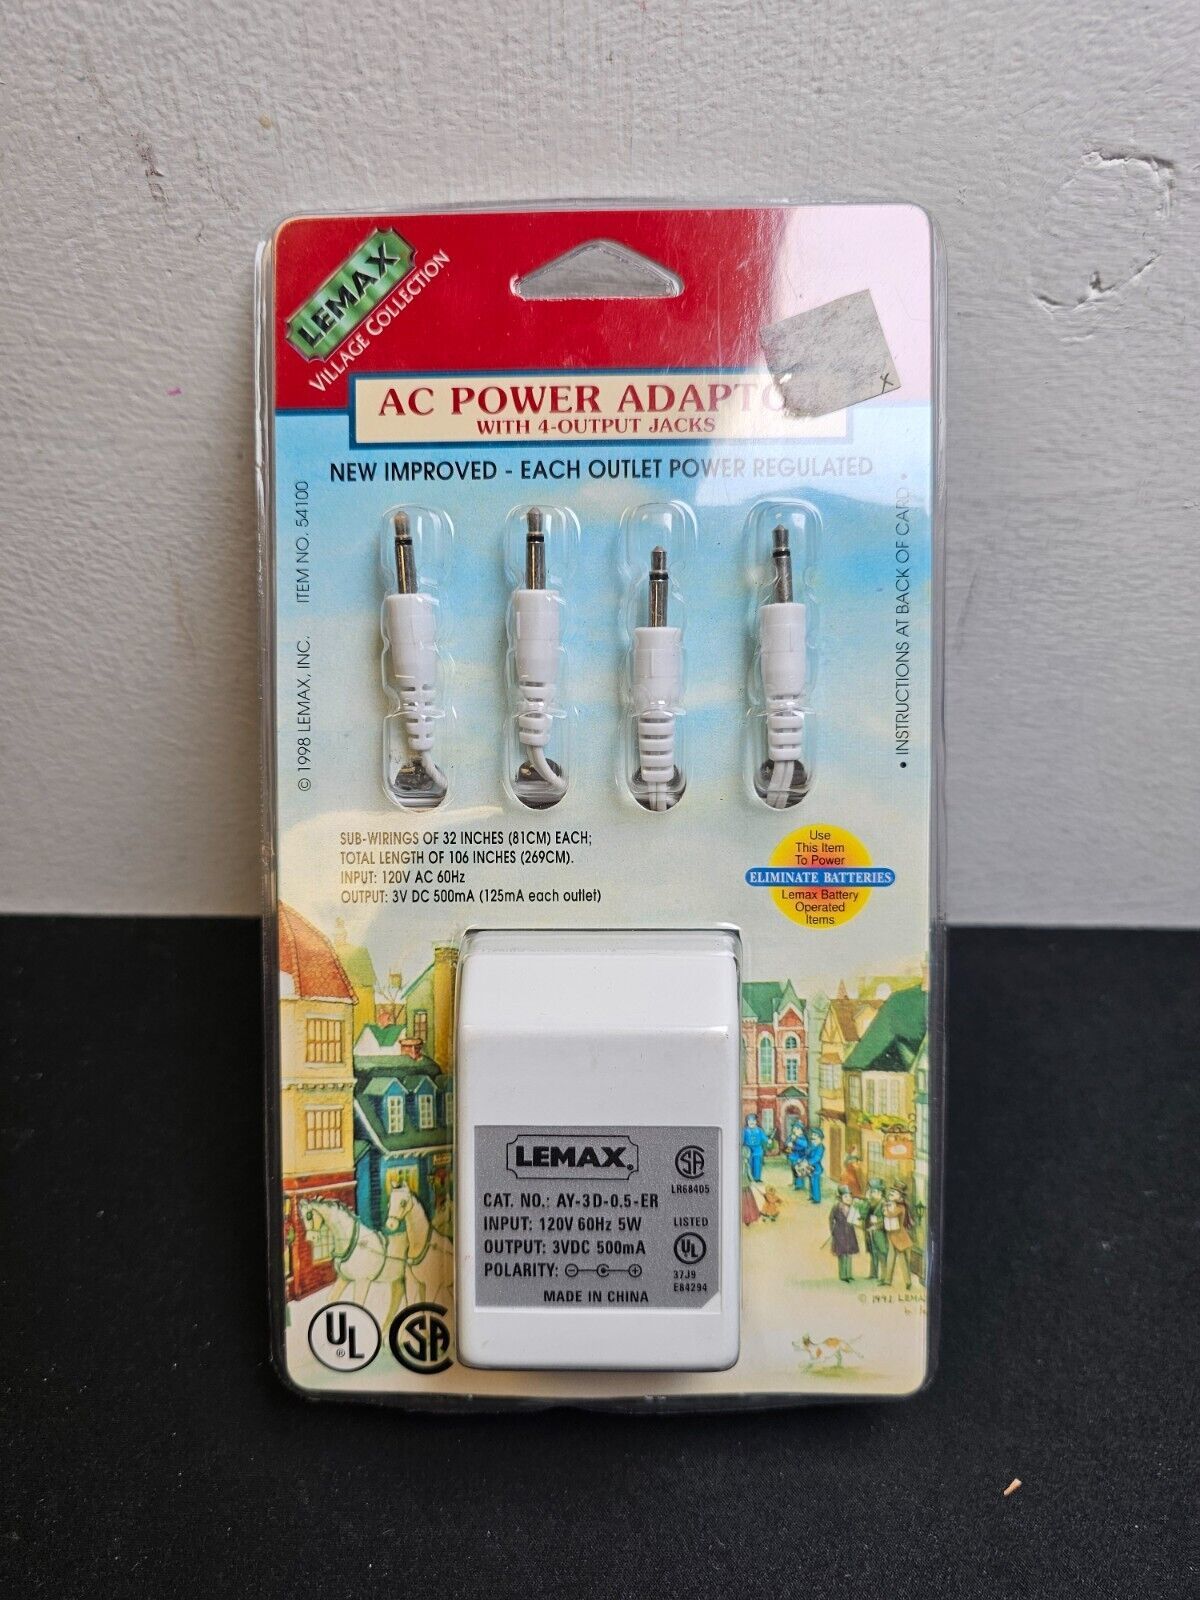 LEMAX
VILLAGE COLLECTION
AC POWER
WITH 4-OUTPUT JACKS
NEW IMPROVED - EACH OUTLET POWER REGULATED
© 1998 LEMAX, INC. ITEM NO. 54100
• INSTRUCTIONS AT BACK OF CARD •
SUB-WIRINGS OF 32 INCHES (81CM) EACH;
TOTAL LENGTH OF 106 INCHES (269CM).
INPUT: 120V AC 60Hz
OUTPUT: 3V DC 500mA (125mA each outlet)
Use
This Item
To Power
ELIMINATE BATTERIES
Lemax Battery
Operated
Items
LEMAX®
CAT. NO.: AY-3D-0.5-ER
INPUT: 120V 60Hz 5W
OUTPUT: 3VDC 500mA
POLARITY:
MADE IN CHINA
SA
LR68405
LISTED
UL
37J9
E84294
UL®
SA
X